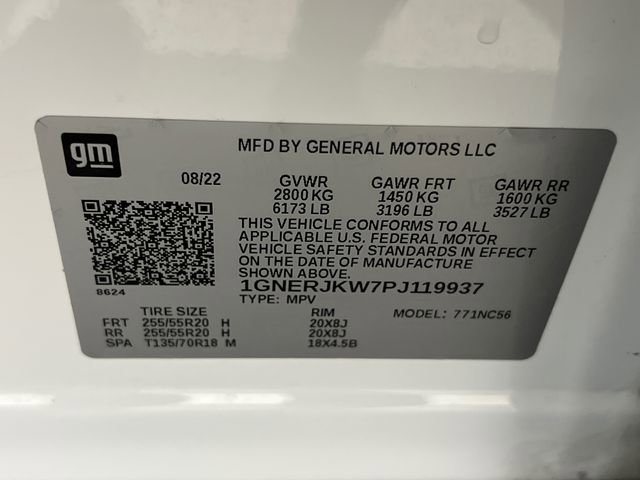 gm
MFD BY GENERAL MOTORS LLC
08/22 GVWR GAWR FRT GAWR RR
2800 KG 1450 KG 1600 KG
6173 LB 3196 LB 3527 LB
THIS VEHICLE CONFORMS TO ALL
APPLICABLE U.S. FEDERAL MOTOR
VEHICLE SAFETY STANDARDS IN EFFECT
ON THE DATE OF MANUFACTURE
SHOWN ABOVE.
8624
1GNERJKW7PJ119937
TYPE: MPV
TIRE SIZE RIM MODEL: 771NC56
FRT 255/55R20 H 20X8J
RR 255/55R20 H 20X8J
SPA T135/70R18 M 18X4.5B